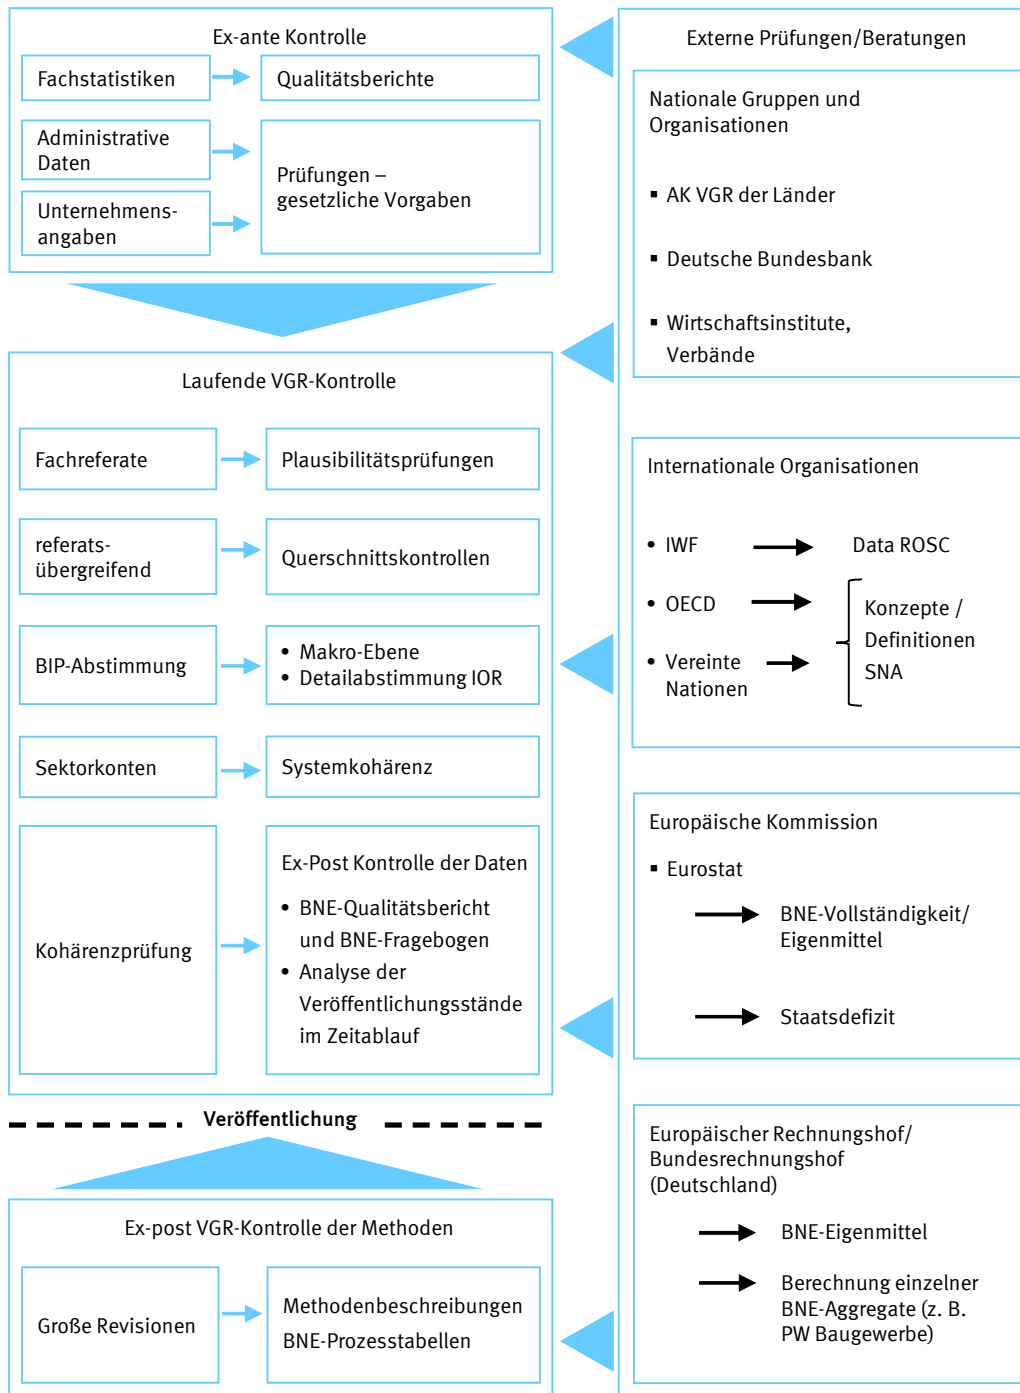 Ex-ante Kontrolle
Fachstatistiken
Qualitätsberichte
Administrative
Daten
Unternehmens-
angaben
Prüfungen –
gesetzliche Vorgaben
Laufende VGR-Kontrolle
Fachreferate
Plausibilitätsprüfungen
referats-
übergreifend
Querschnittskontrollen
BIP-Abstimmung
• Makro-Ebene
• Detailabstimmung IOR
Sektorkonten
Systemkohärenz
Kohärenzprüfung
Ex-Post Kontrolle der Daten
• BNE-Qualitätsbericht
und BNE-Fragebogen
• Analyse der
Veröffentlichungsstände
im Zeitablauf
Veröffentlichung
Ex-post VGR-Kontrolle der Methoden
Große Revisionen
Methodenbeschreibungen
BNE-Prozesstabellen
Externe Prüfungen/Beratungen
Nationale Gruppen und
Organisationen
▪ AK VGR der Länder
▪ Deutsche Bundesbank
▪ Wirtschaftsinstitute,
Verbände
Internationale Organisationen
• IWF
Data ROSC
• OECD
• Vereinte
Nationen
Konzepte /
Definitionen
SNA
Europäische Kommission
▪ Eurostat
BNE-Vollständigkeit/
Eigenmittel
Staatsdefizit
Europäischer Rechnungshof/
Bundesrechnungshof
(Deutschland)
BNE-Eigenmittel
Berechnung einzelner
BNE-Aggregate (z. B.
PW Baugewerbe)